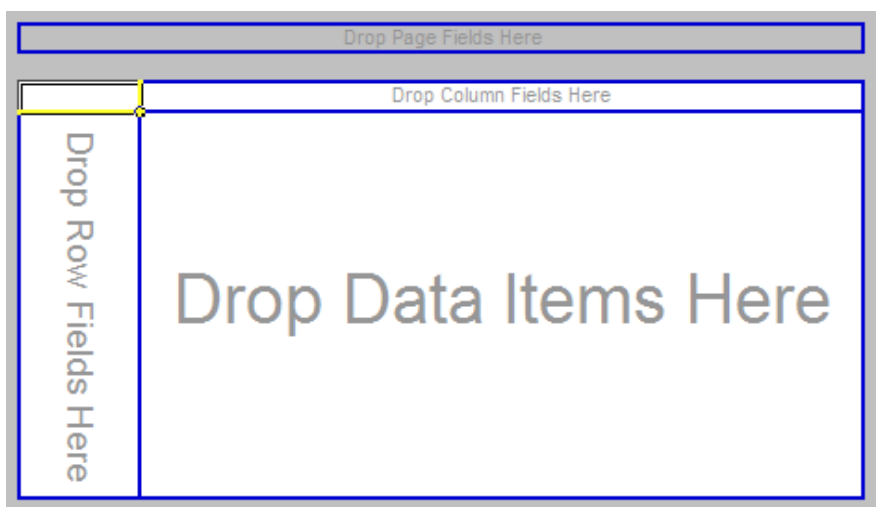 Drop Page Fields Here
Drop Column Fields Here
Drop Row Fields Here
Drop Data Items Here